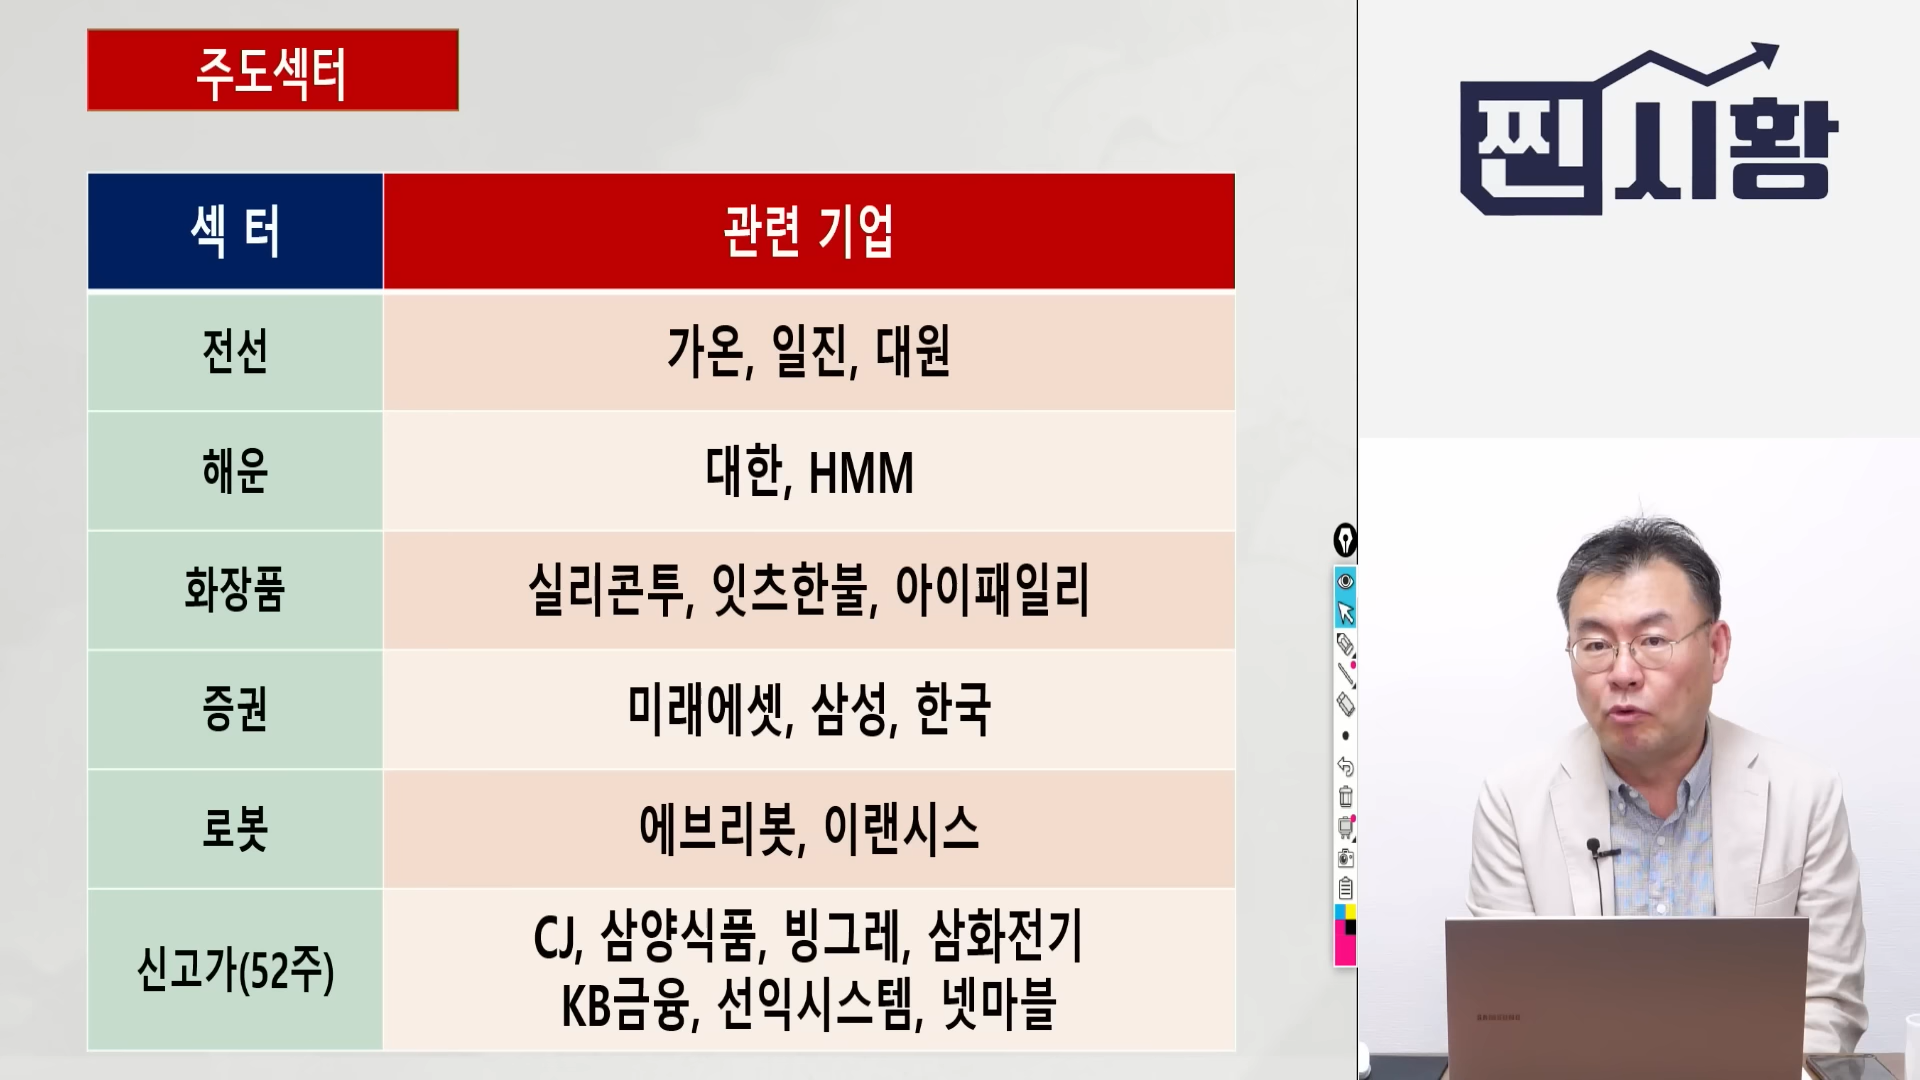 주도섹터
찐시황
섹 터 관련 기업
전선 가온, 일진, 대원
해운 대한, HMM
화장품 실리콘투, 잇츠한불, 아이패밀리
증권 미래에셋, 삼성, 한국
로봇 에브리봇, 이랜시스
신고가(52주) CJ, 삼양식품, 빙그레, 삼화전기
KB금융, 선익시스템, 넷마블
SAMSUNG